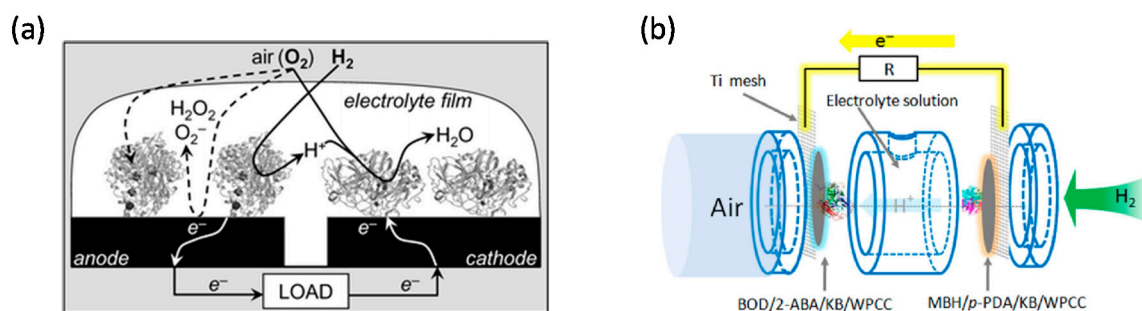 (a)
air (O₂) H₂
electrolyte film
H₂O₂
O₂⁻
H⁺
H₂O
e⁻
e⁻
anode
cathode
e⁻
LOAD
e⁻
(b)
e⁻
R
Ti mesh
Electrolyte solution
Air
H⁺
H₂
BOD/2-ABA/KB/WPCC
MBH/p-PDA/KB/WPCC